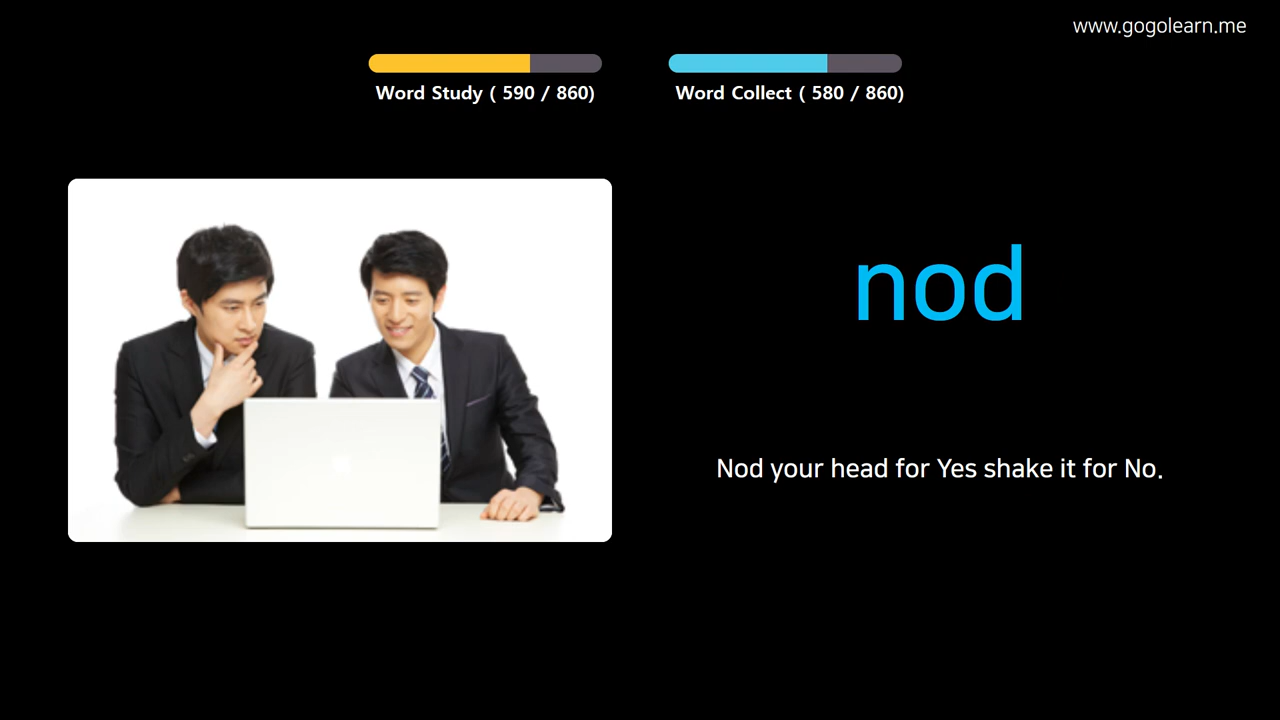 www.gogolearn.me
Word Study ( 590 / 860)
Word Collect ( 580 / 860)
nod
Nod your head for Yes shake it for No.